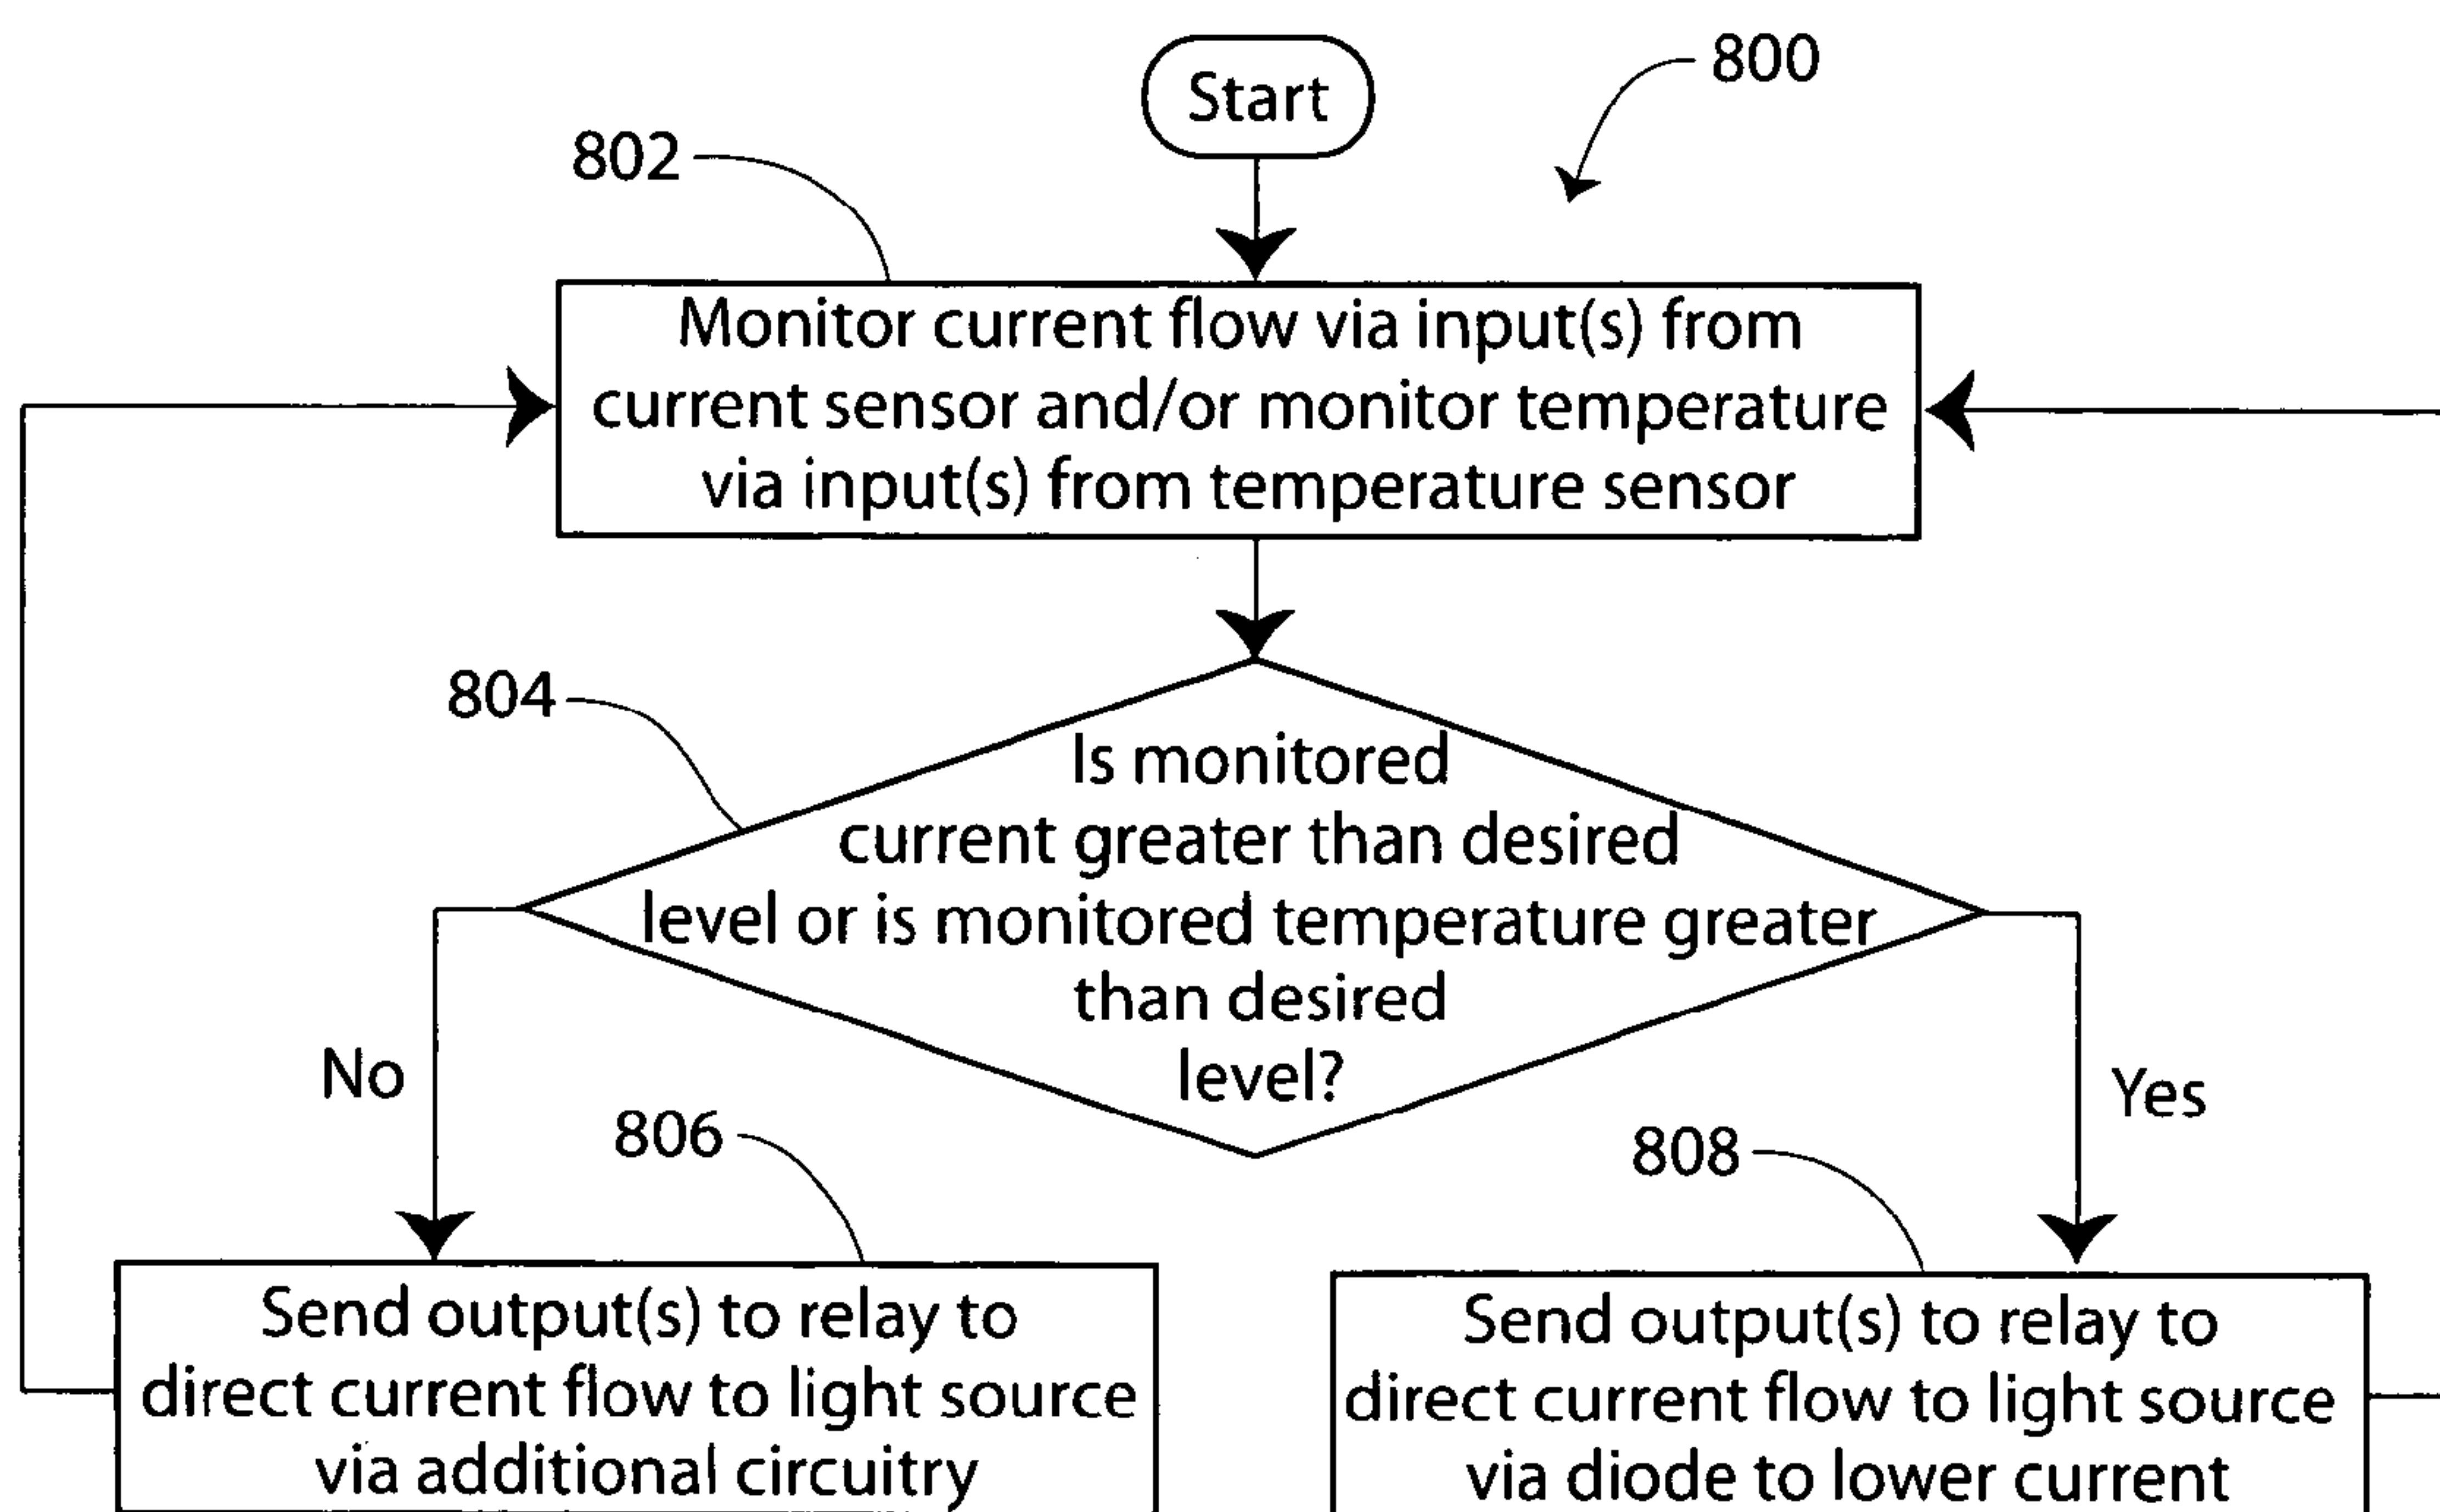 Start
800
802
Monitor current flow via input(s) from
current sensor and/or monitor temperature
via input(s) from temperature sensor
804
Is monitored
current greater than desired
level or is monitored temperature greater
than desired
level?
No
Yes
806
808
Send output(s) to relay to
direct current flow to light source
via additional circuitry
Send output(s) to relay to
direct current flow to light source
via diode to lower current